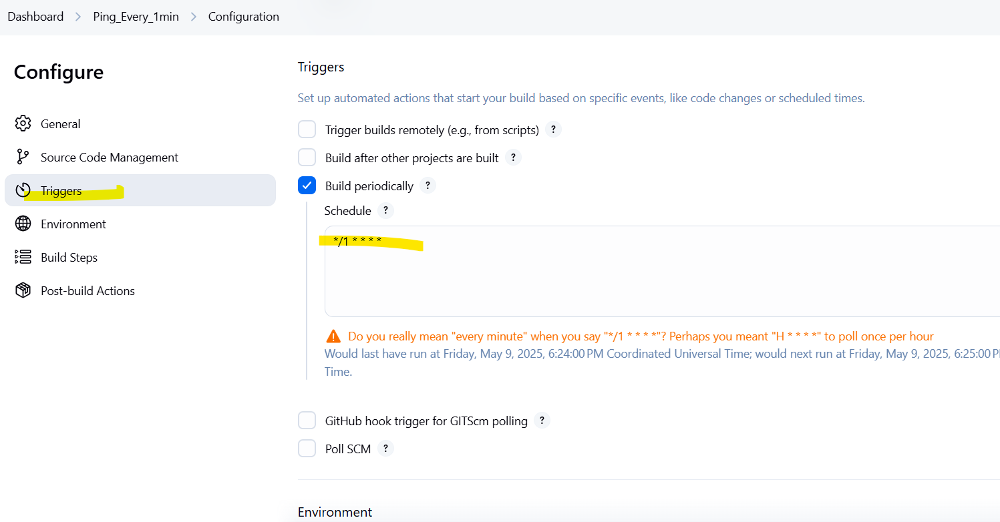 Dashboard > Ping_Every_1min > Configuration
Configure
General
Source Code Management
Triggers
Environment
Build Steps
Post-build Actions
Triggers
Set up automated actions that start your build based on specific events, like code changes or scheduled times.
Trigger builds remotely (e.g., from scripts) ?
Build after other projects are built ?
Build periodically ?
Schedule ?
*/1 * * * *
Do you really mean "every minute" when you say "*/1 * * * *"? Perhaps you meant "H * * * *" to poll once per hour
Would last have run at Friday, May 9, 2025, 6:24:00 PM Coordinated Universal Time; would next run at Friday, May 9, 2025, 6:25:00 P
Time.
GitHub hook trigger for GITScm polling ?
Poll SCM ?
Environment